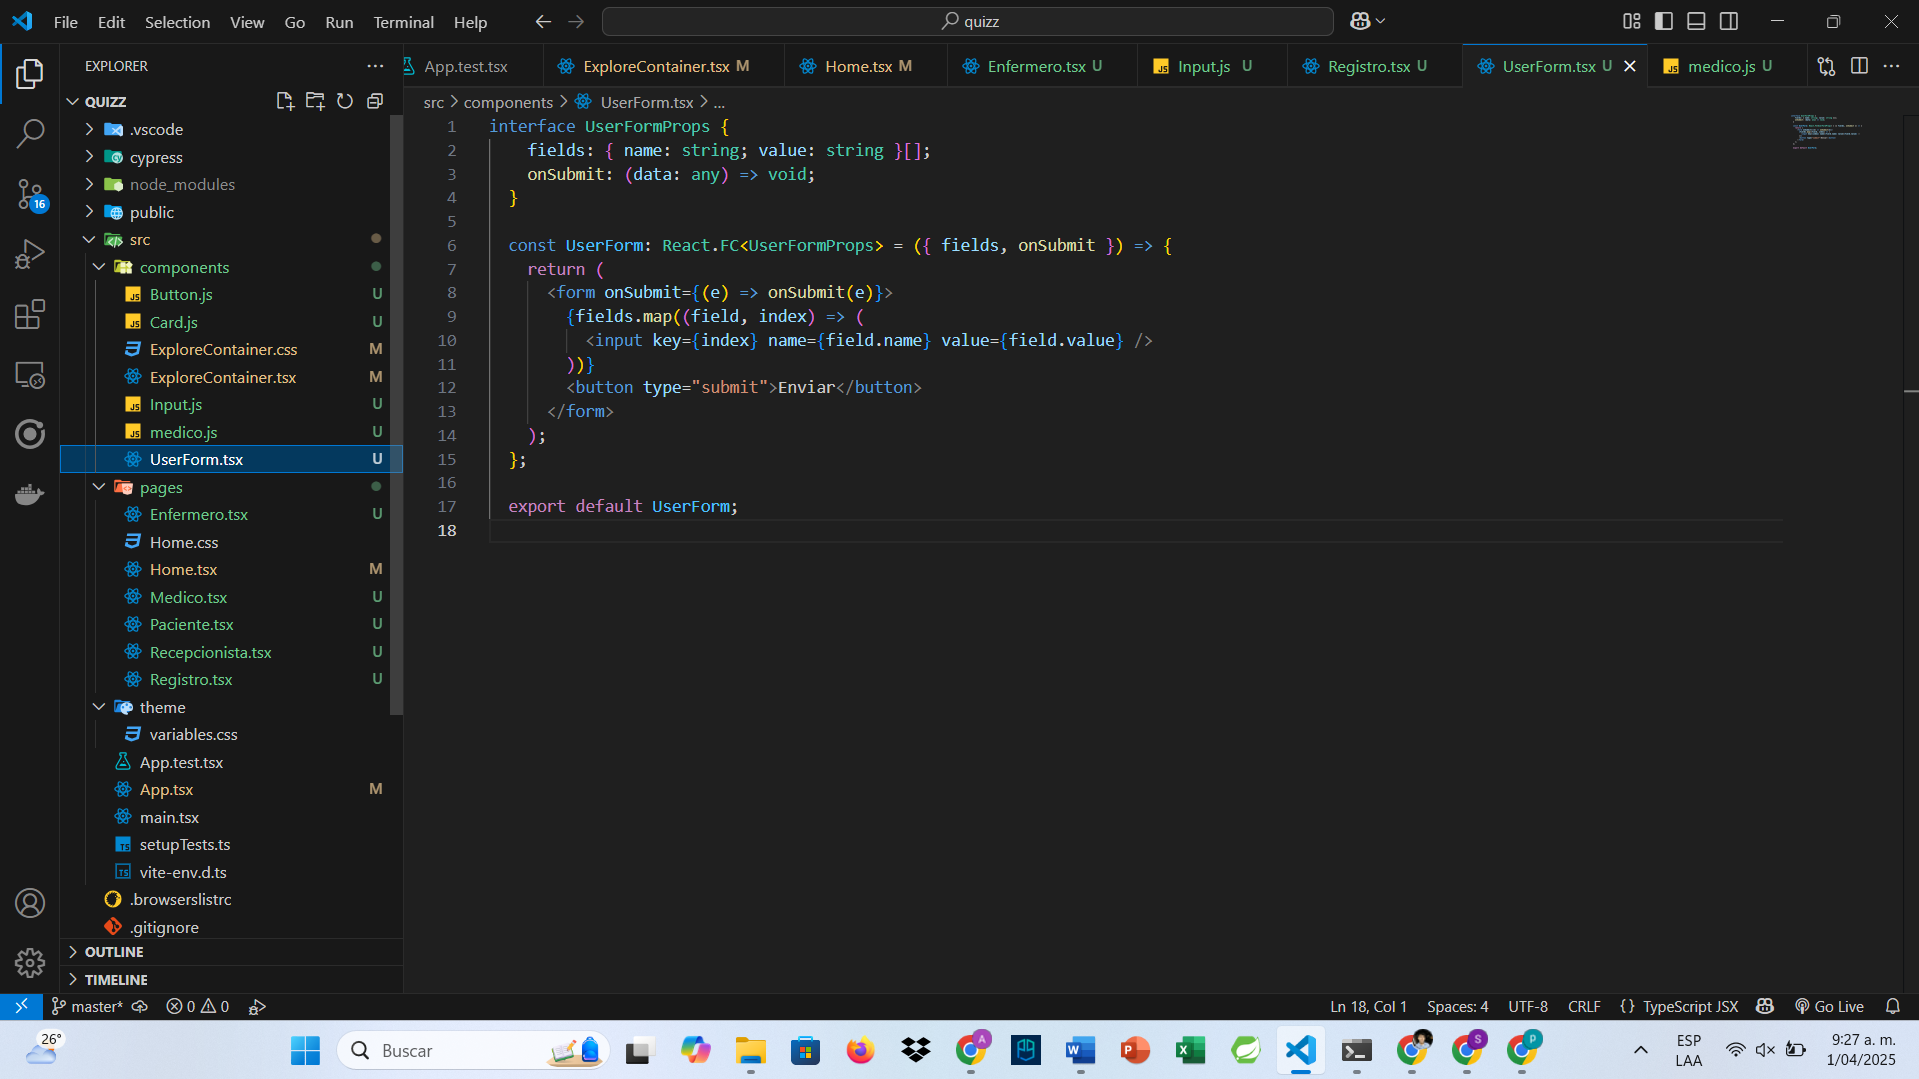 File Edit Selection View Go Run Terminal Help
quizz
EXPLORER
App.test.tsx
ExploreContainer.tsx M
Home.tsx M
Enfermero.tsx U
Input.js U
Registro.tsx U
UserForm.tsx U
medico.js U
QUIZZ
.vscode
cypress
node_modules
public
src
components
Button.js U
Card.js U
ExploreContainer.css M
ExploreContainer.tsx M
Input.js U
medico.js U
UserForm.tsx U
pages
Enfermero.tsx U
Home.css
Home.tsx M
Medico.tsx U
Paciente.tsx U
Recepcionista.tsx U
Registro.tsx U
theme
variables.css
App.test.tsx
App.tsx M
main.tsx
setupTests.ts
vite-env.d.ts
.browserslistrc
.gitignore
OUTLINE
TIMELINE
16
src > components > UserForm.tsx > ...
1 interface UserFormProps {
2 fields: { name: string; value: string }[];
3 onSubmit: (data: any) => void;
4 }
5
6 const UserForm: React.FC<UserFormProps> = ({ fields, onSubmit }) => {
7 return (
8 <form onSubmit={(e) => onSubmit(e)}>
9 {fields.map((field, index) => (
10 <input key={index} name={field.name} value={field.value} />
11 ))}
12 <button type="submit">Enviar</button>
13 </form>
14 );
15 };
16
17 export default UserForm;
18
master* 0 0
Ln 18, Col 1 Spaces: 4 UTF-8 CRLF {} TypeScript JSX Go Live
26°
Buscar
ESP
LAA
9:27 a. m.
1/04/2025